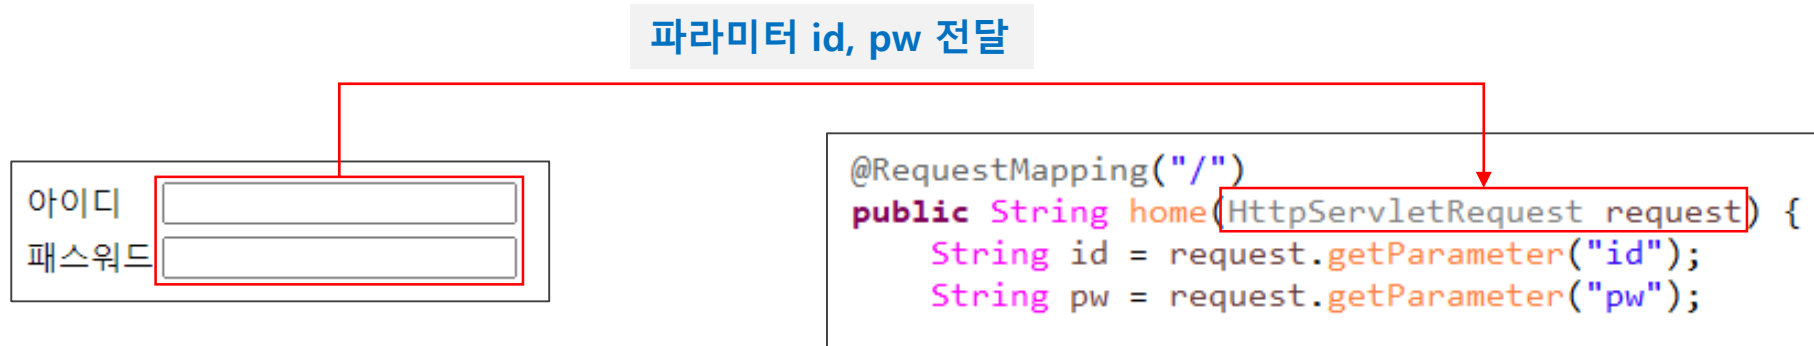 파라미터 id, pw 전달
아이디
패스워드
@RequestMapping("/")
public String home(HttpServletRequest request) {
String id = request.getParameter("id");
String pw = request.getParameter("pw");